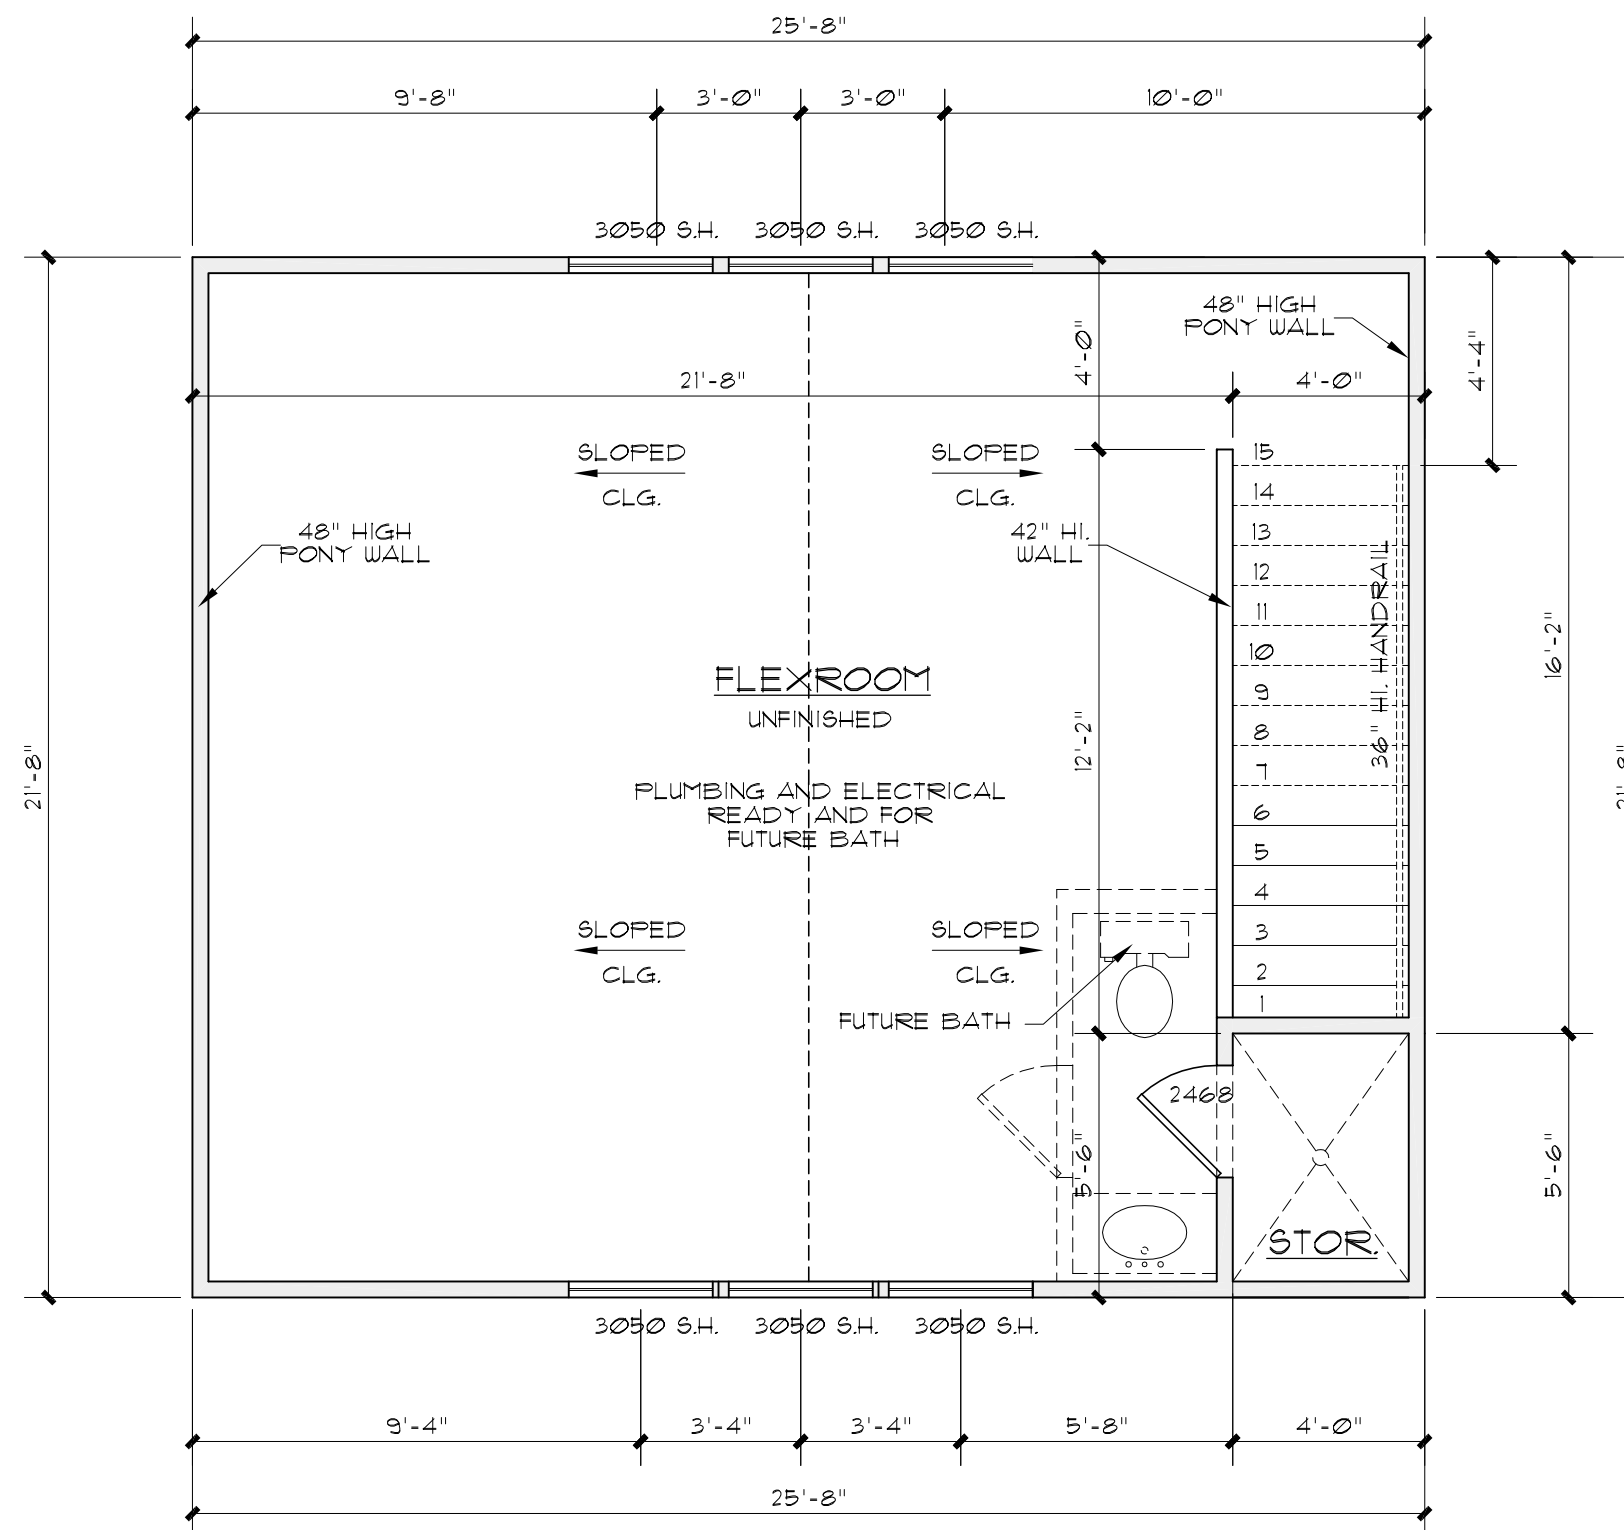 25'-8"
9'-8"
3'-0"
3'-0"
10'-0"
3050 S.H.
3050 S.H.
3050 S.H.
48" HIGH
PONY WALL
4'-0"
4'-4"
21'-8"
4'-0"
SLOPED
CLG.
SLOPED
CLG.
48" HIGH
PONY WALL
42" HI.
WALL
15
14
13
12
11
10
9
8
7
6
5
4
3
2
1
36" HI. HANDRAIL
16'-2"
FLEXROOM
UNFINISHED
12'-2"
21'-8"
PLUMBING AND ELECTRICAL
READY AND FOR
FUTURE BATH
SLOPED
CLG.
SLOPED
CLG.
FUTURE BATH
2468
5'-6"
5'-6"
STOR.
3050 S.H.
3050 S.H.
3050 S.H.
9'-4"
3'-4"
3'-4"
5'-8"
4'-0"
25'-8"